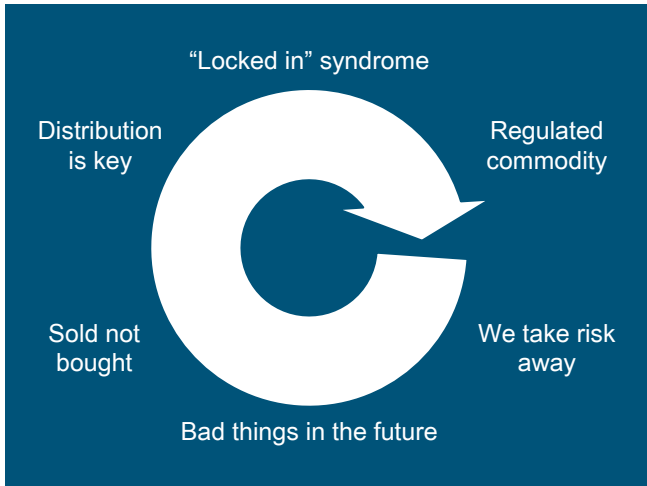 “Locked in” syndrome
Distribution
is key
Regulated
commodity
Sold not
bought
We take risk
away
Bad things in the future